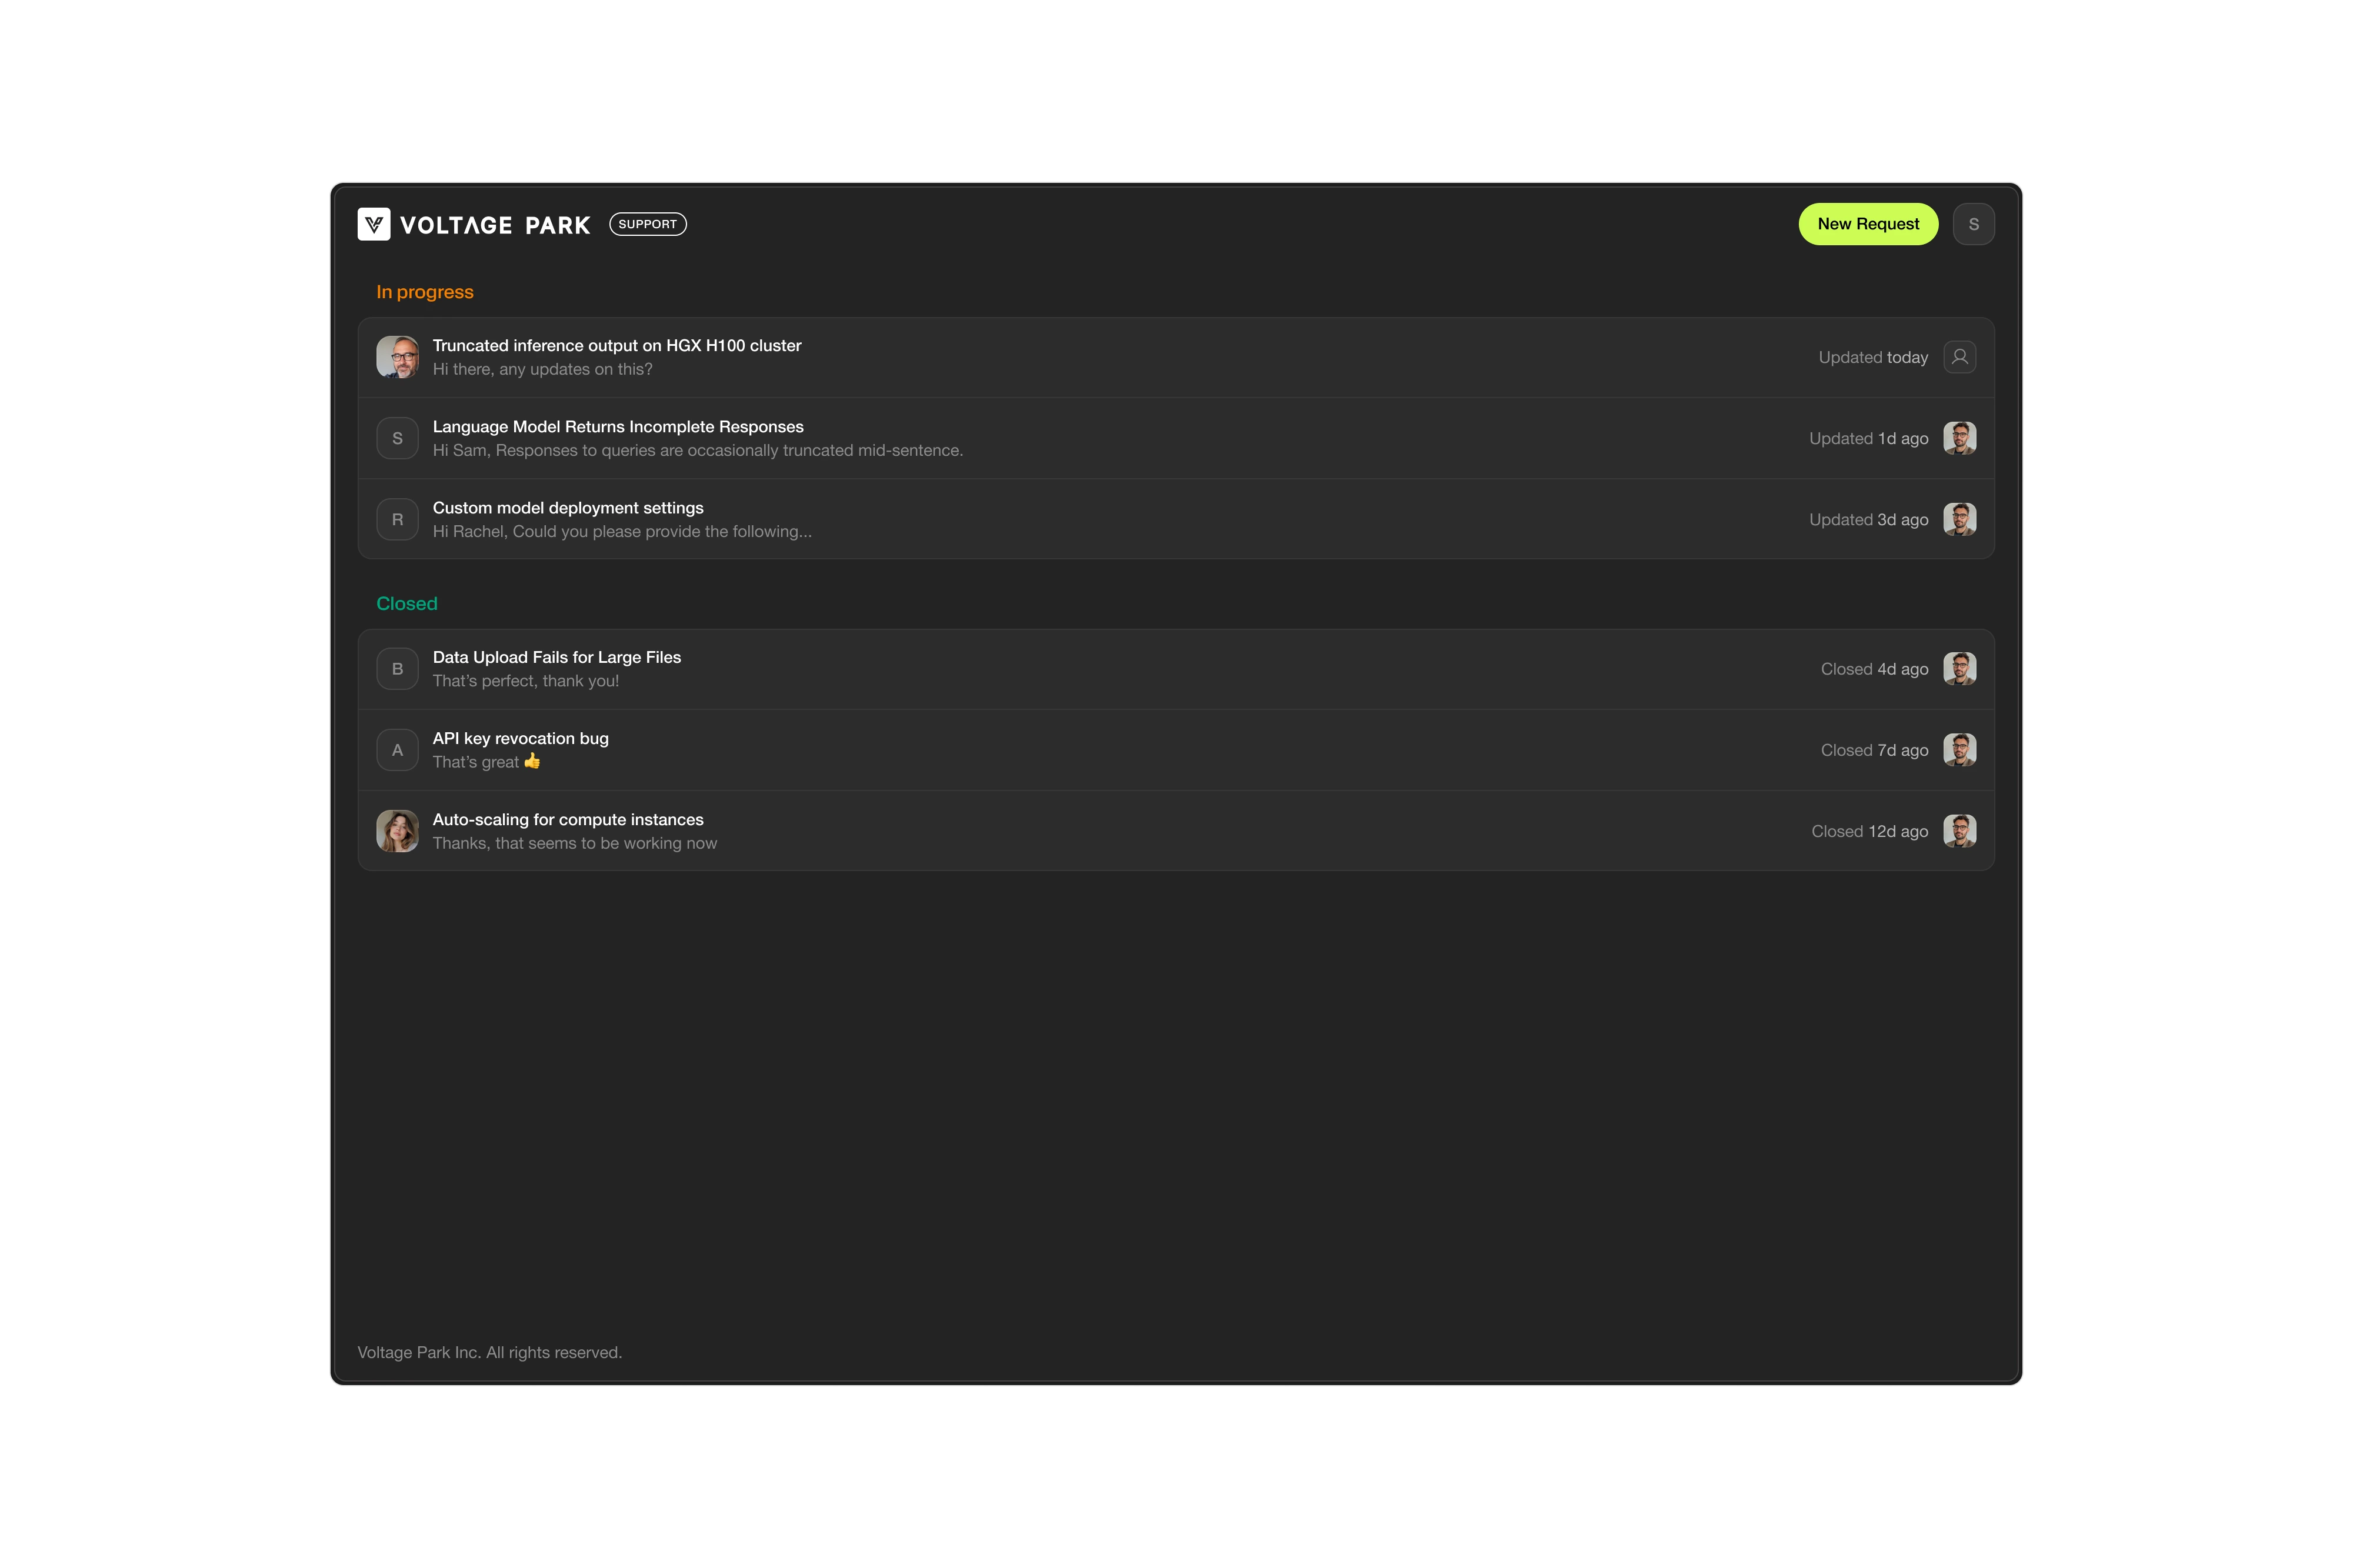 VOLTAGE PARK SUPPORT New Request S
In progress
Truncated inference output on HGX H100 cluster
Hi there, any updates on this?
Updated today
S
Language Model Returns Incomplete Responses
Hi Sam, Responses to queries are occasionally truncated mid-sentence.
Updated 1d ago
R
Custom model deployment settings
Hi Rachel, Could you please provide the following...
Updated 3d ago
Closed
B
Data Upload Fails for Large Files
That’s perfect, thank you!
Closed 4d ago
A
API key revocation bug
That’s great 👍
Closed 7d ago
Auto-scaling for compute instances
Thanks, that seems to be working now
Closed 12d ago
Voltage Park Inc. All rights reserved.